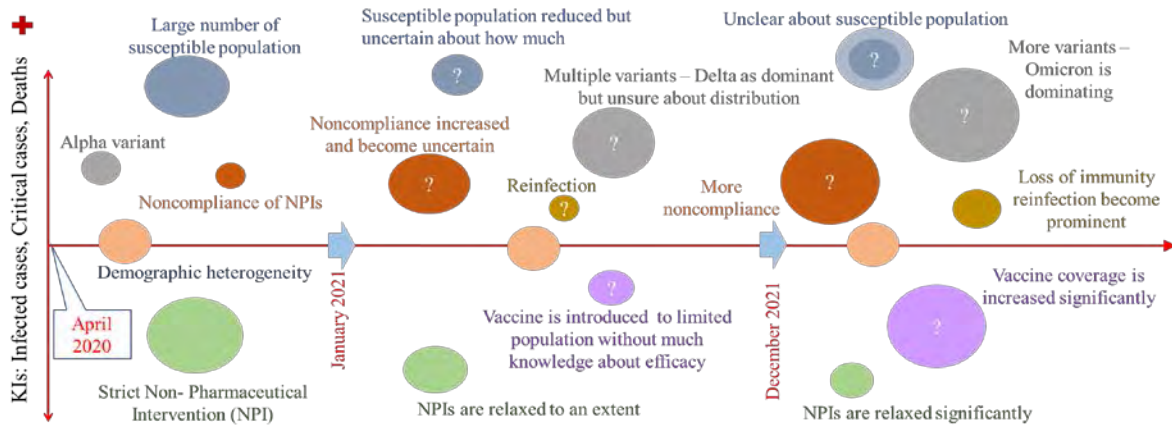 KIs: Infected cases, Critical cases, Deaths
Large number of
susceptible population
Alpha variant
Noncompliance of NPIs
Demographic heterogeneity
April
2020
Strict Non- Pharmaceutical
Intervention (NPI)
January 2021
Susceptible population reduced but
uncertain about how much
?
Multiple variants – Delta as dominant
but unsure about distribution
?
Noncompliance increased
and become uncertain
?
Reinfection
?
?
Vaccine is introduced to limited
population without much
knowledge about efficacy
NPIs are relaxed to an extent
December 2021
Unclear about susceptible population
?
More variants –
Omicron is
dominating
More
noncompliance
?
Loss of immunity
reinfection become
prominent
Vaccine coverage is
increased significantly
?
NPIs are relaxed significantly